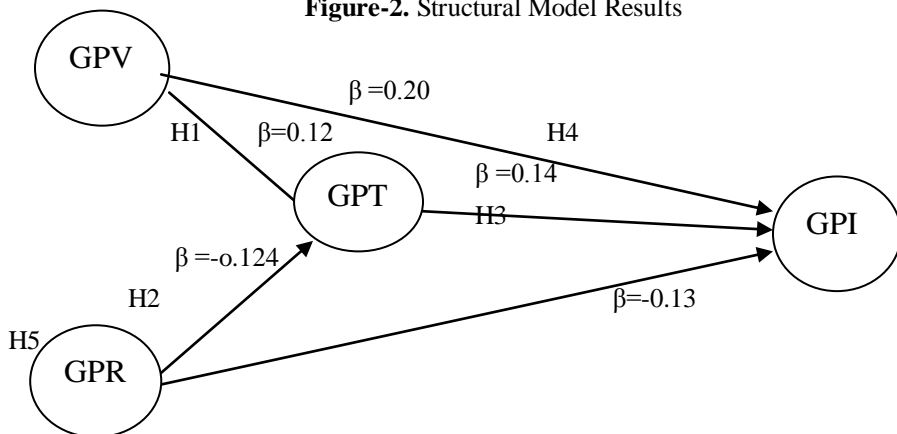 Figure-2. Structural Model Results
GPV
β =0.20
H1
β=0.12
H4
β =0.14
GPT
H3
GPI
β =-o.124
H2
β=-0.13
H5
GPR